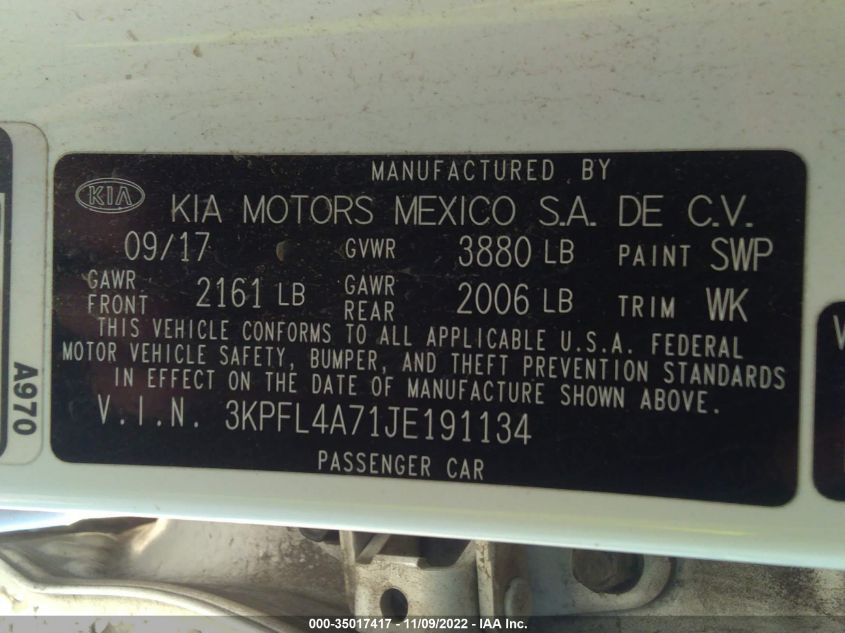 MANUFACTURED BY
KIA KIA MOTORS MEXICO S.A. DE C.V.
09/17 GVWR 3880 LB PAINT SWP
GAWR FRONT 2161 LB GAWR REAR 2006 LB TRIM WK
THIS VEHICLE CONFORMS TO ALL APPLICABLE U.S.A. FEDERAL
MOTOR VEHICLE SAFETY, BUMPER, AND THEFT PREVENTION STANDARDS
IN EFFECT ON THE DATE OF MANUFACTURE SHOWN ABOVE.
V.I.N. 3KPFL4A71JE191134
PASSENGER CAR
A970
000-35017417 - 11/09/2022 - IAA Inc.